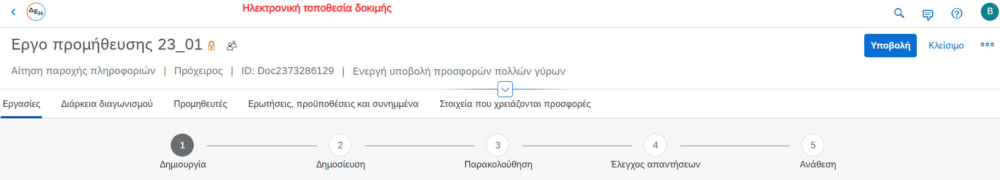 ΔΕΗ
Ηλεκτρονική τοποθεσία δοκιμής
B
Εργο προμήθευσης 23_01
Υποβολή
Κλείσιμο
Αίτηση παροχής πληροφοριών | Πρόχειρος | ID: Doc2373286129 | Ενεργή υποβολή προσφορών πολλών γύρων
Εργασίες Διάρκεια διαγωνισμού Προμηθευτές Ερωτήσεις, προϋποθέσεις και συνημμένα Στοιχεία που χρειάζονται προσφορές
1 2 3 4 5
Δημιουργία Δημοσίευση Παρακολούθηση Έλεγχος απαντήσεων Ανάθεση